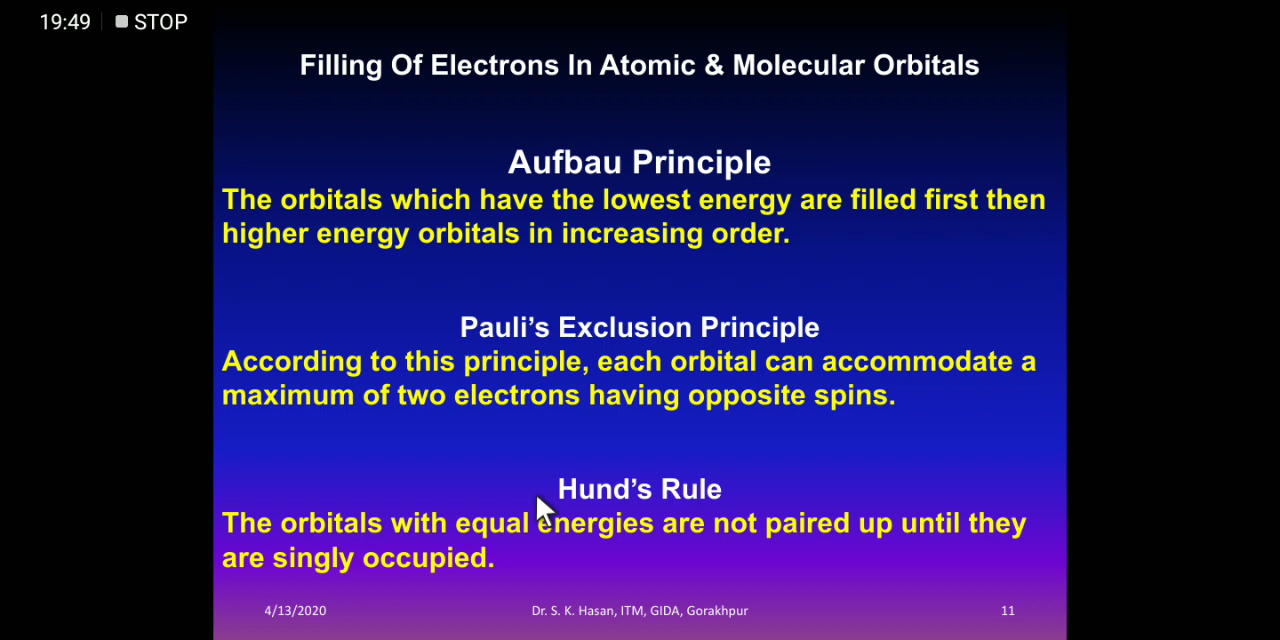 19:49 STOP
Filling Of Electrons In Atomic & Molecular Orbitals
Aufbau Principle
The orbitals which have the lowest energy are filled first then
higher energy orbitals in increasing order.
Pauli’s Exclusion Principle
According to this principle, each orbital can accommodate a
maximum of two electrons having opposite spins.
Hund’s Rule
The orbitals with equal energies are not paired up until they
are singly occupied.
4/13/2020 Dr. S. K. Hasan, ITM, GIDA, Gorakhpur 11